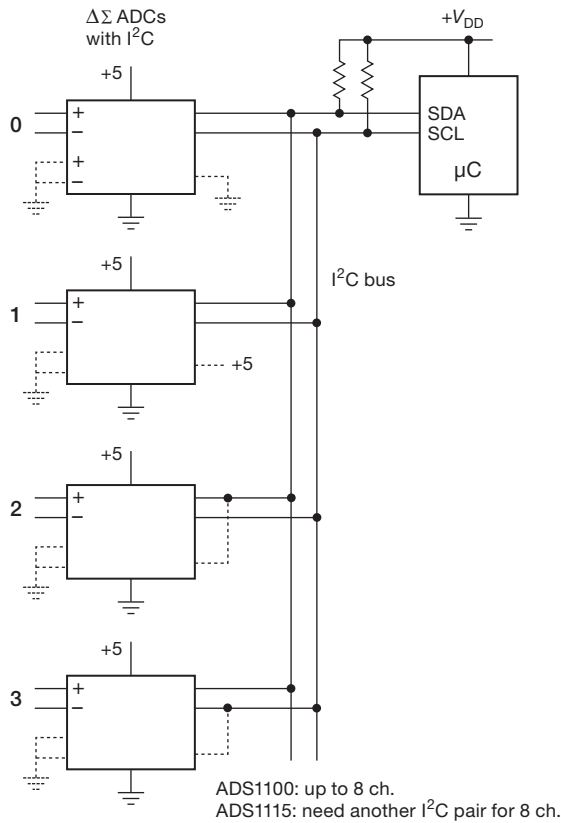 ΔΣ ADCs
with I²C
+V_DD
+5
0
+
−
+
−
SDA
SCL
µC
+5
I²C bus
1
+
−
+5
+5
2
+
−
+5
3
+
−
ADS1100: up to 8 ch.
ADS1115: need another I²C pair for 8 ch.